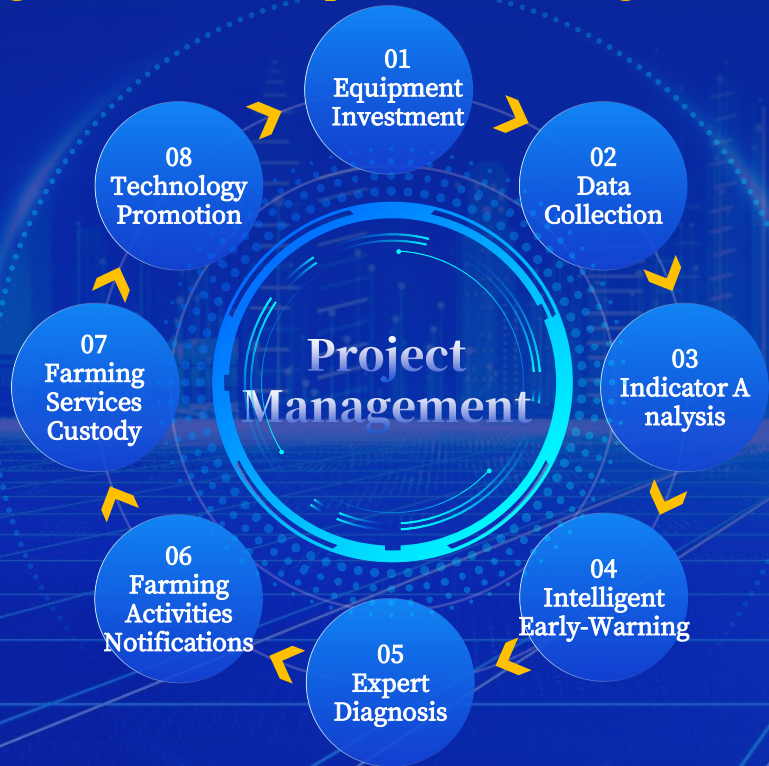 01
Equipment
Investment
02
Data
Collection
03
Indicator A
nalysis
04
Intelligent
Early-Warning
05
Expert
Diagnosis
06
Farming
Activities
Notifications
07
Farming
Services
Custody
08
Technology
Promotion
Project
Management